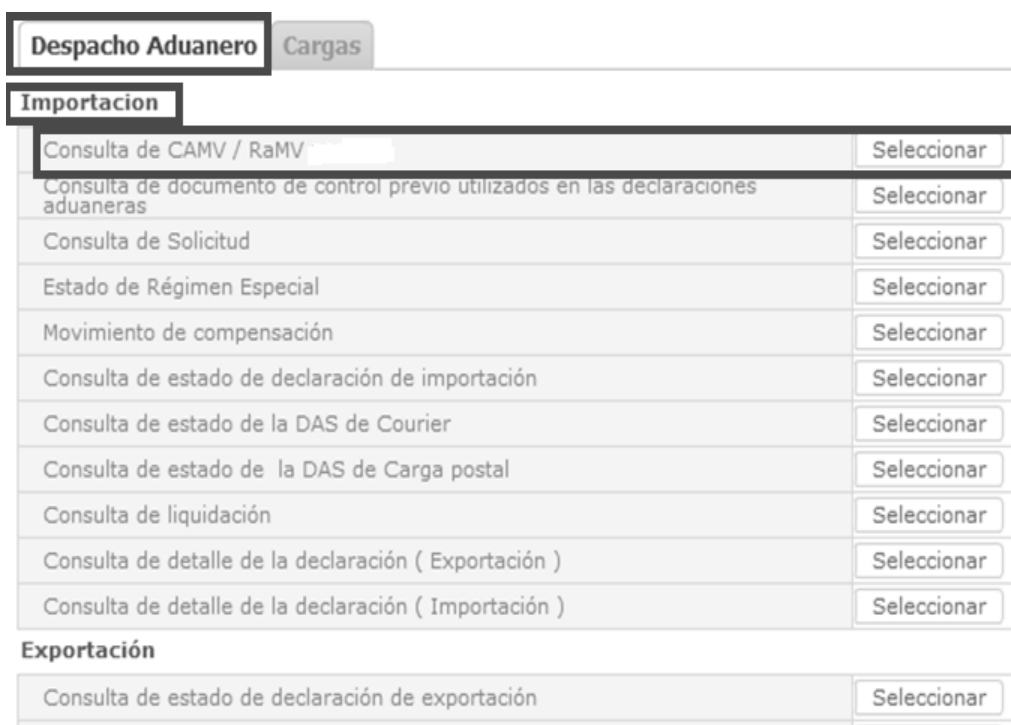 Despacho Aduanero Cargas
Importacion
Consulta de CAMV / RaMV Seleccionar
Consulta de documento de control previo utilizados en las declaraciones
aduaneras Seleccionar
Consulta de Solicitud Seleccionar
Estado de Régimen Especial Seleccionar
Movimiento de compensación Seleccionar
Consulta de estado de declaración de importación Seleccionar
Consulta de estado de la DAS de Courier Seleccionar
Consulta de estado de  la DAS de Carga postal Seleccionar
Consulta de liquidación Seleccionar
Consulta de detalle de la declaración ( Exportación ) Seleccionar
Consulta de detalle de la declaración ( Importación ) Seleccionar
Exportación
Consulta de estado de declaración de exportación Seleccionar